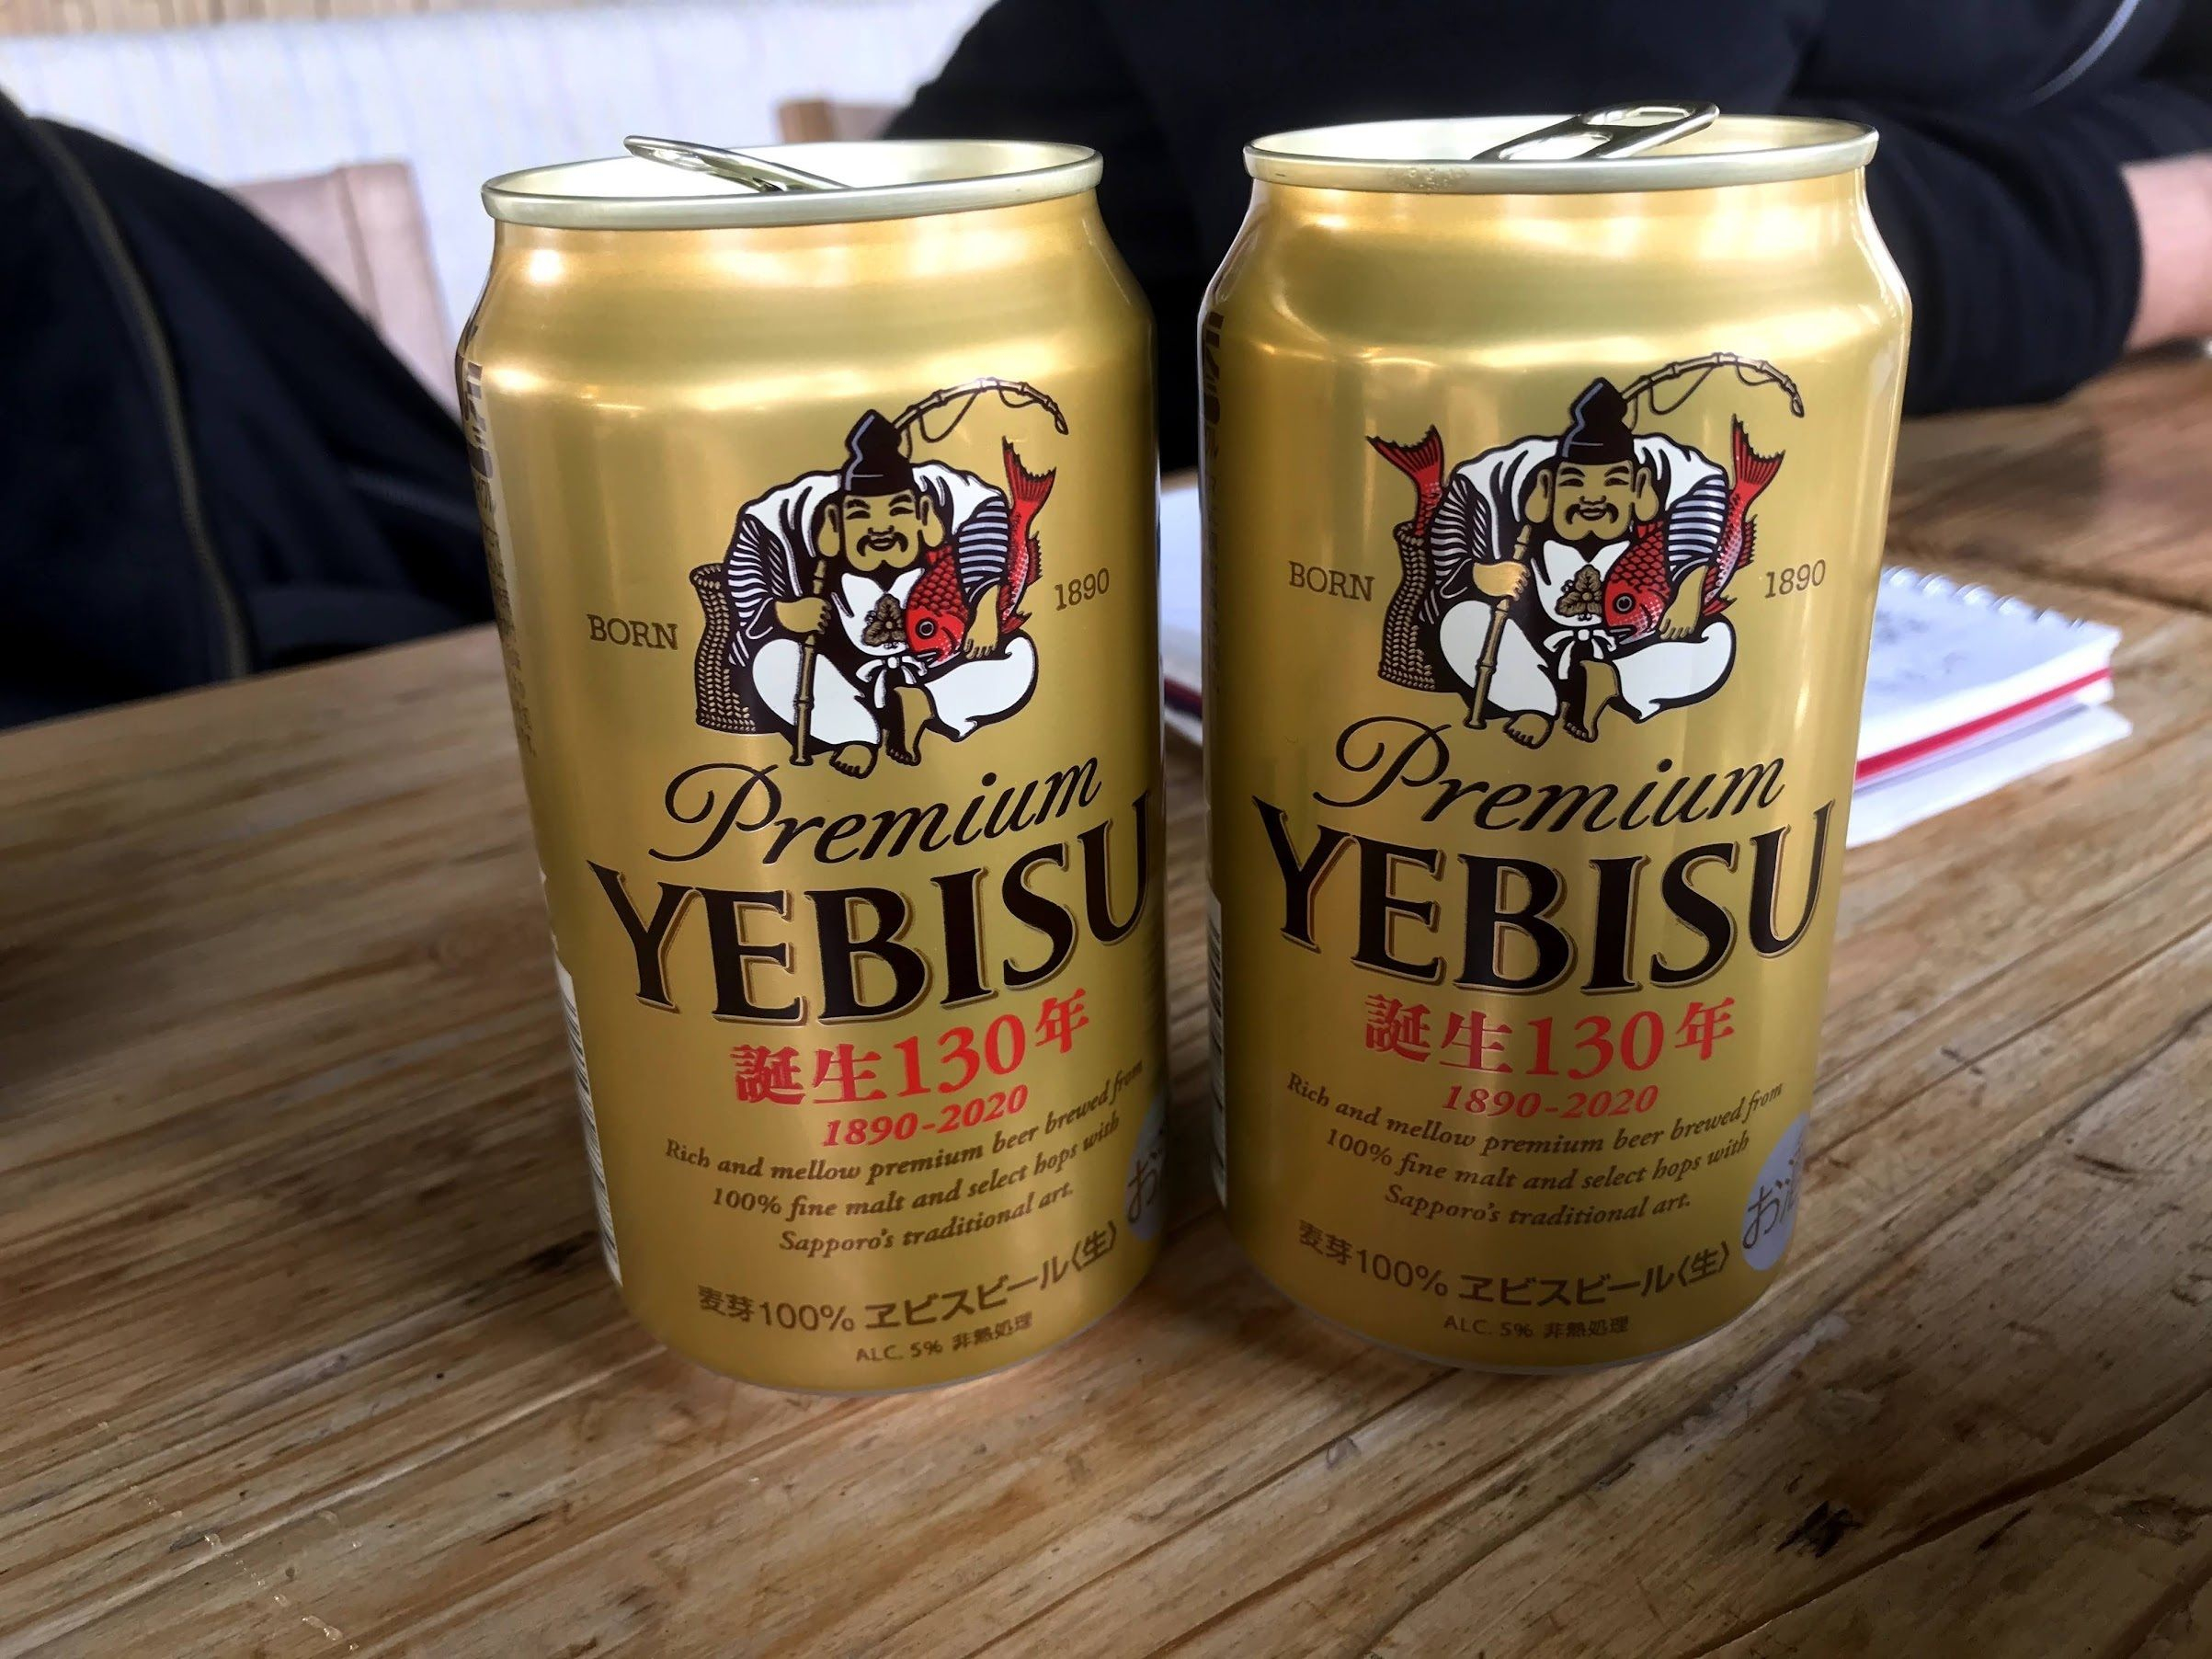 BORN 1890
Premium
YEBISU
誕生130年
1890-2020
Rich and mellow premium beer brewed from
100% fine malt and select hops with
Sapporo's traditional art.
麦芽100% ヱビスビール〈生〉
ALC. 5% 非熱処理
BORN 1890
Premium
YEBISU
誕生130年
1890-2020
Rich and mellow premium beer brewed from
100% fine malt and select hops with
Sapporo's traditional art.
麦芽100% ヱビスビール〈生〉
ALC. 5% 非熱処理